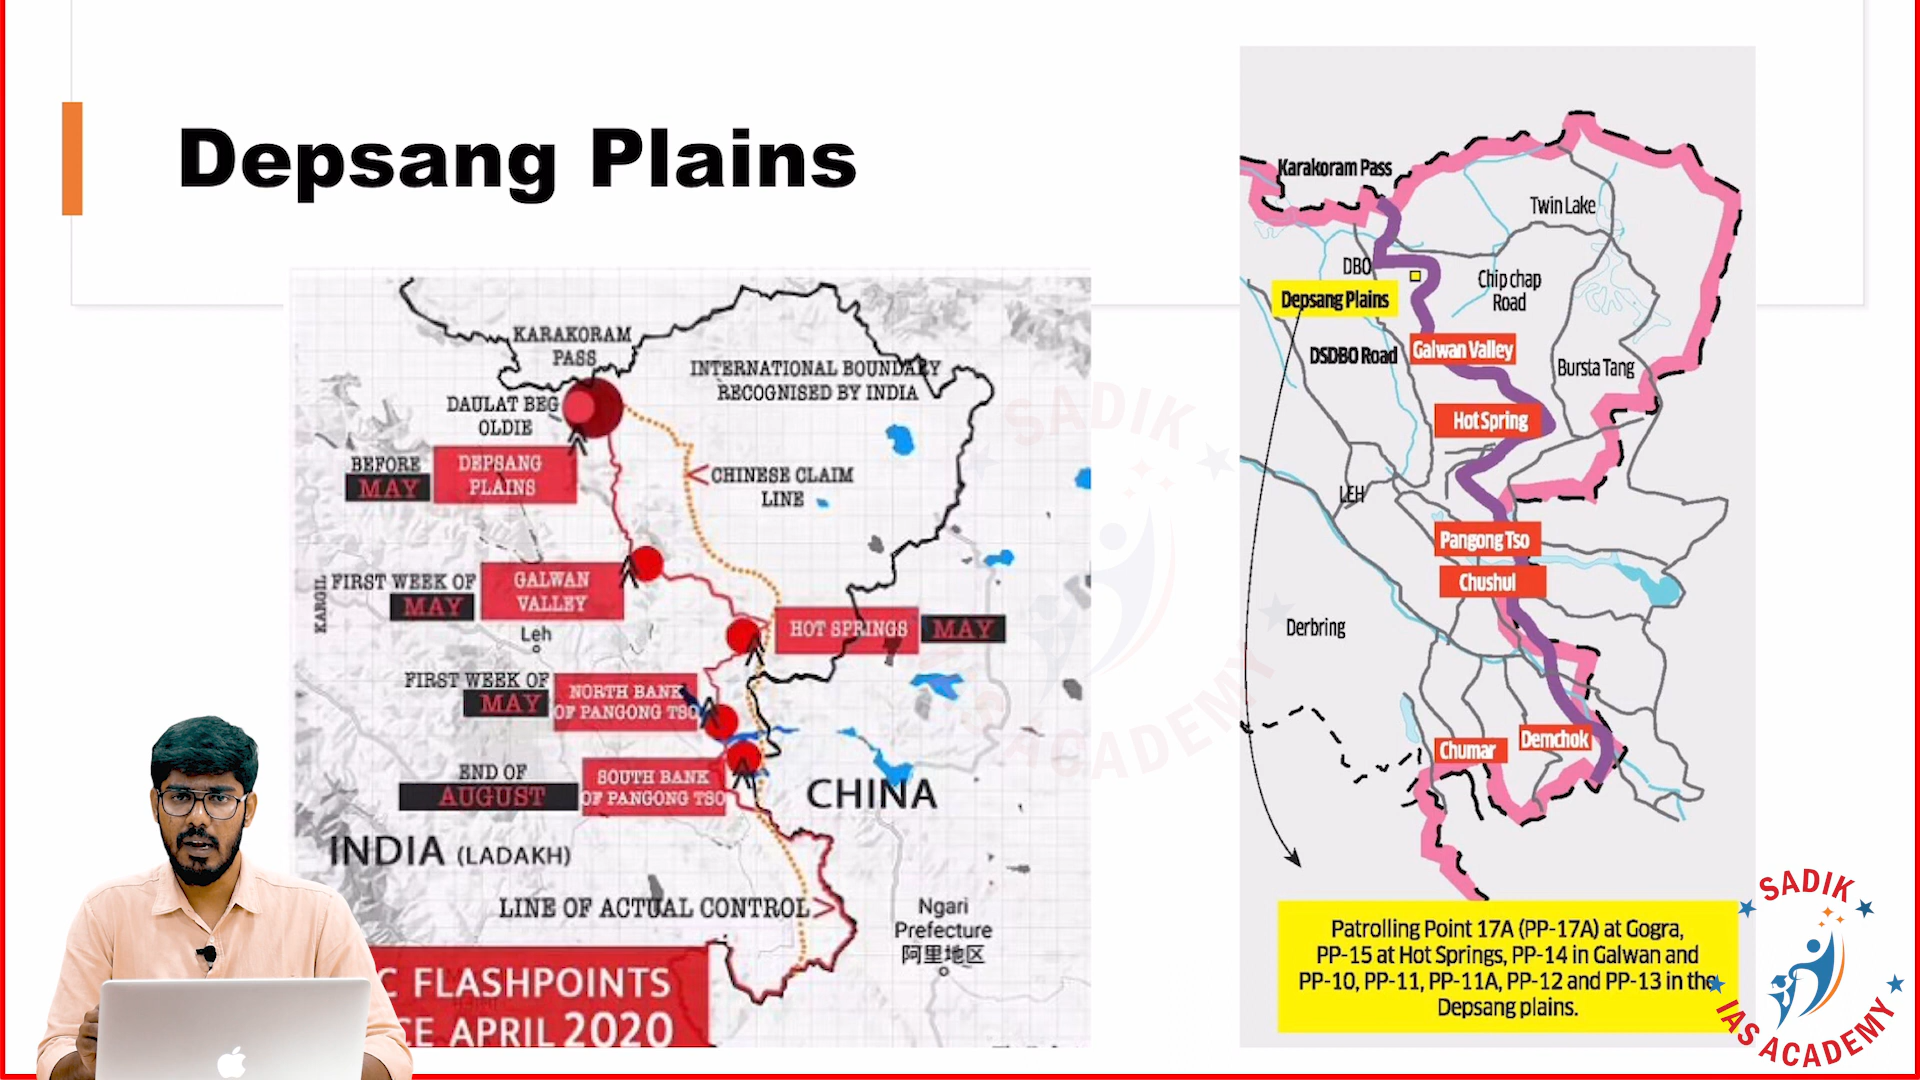 Depsang Plains
KARAKORAM
PASS
INTERNATIONAL BOUNDARY
RECOGNISED BY INDIA
DAULAT BEG
OLDIE
BEFORE
MAY
DEPSANG
PLAINS
CHINESE CLAIM
LINE
KARGIL
FIRST WEEK OF
MAY
GALWAN
VALLEY
Leh
HOT SPRINGS
MAY
FIRST WEEK OF
MAY
NORTH BANK
OF PANGONG TSO
END OF
AUGUST
SOUTH BANK
OF PANGONG TSO
CHINA
INDIA (LADAKH)
LINE OF ACTUAL CONTROL
Ngari
Prefecture
阿里地区
C FLASHPOINTS
CE APRIL 2020
Karakoram Pass
Twin Lake
DBO
Chip chap
Road
Depsang Plains
DSDBO Road
Galwan Valley
Bursta Tang
Hot Spring
LEH
Pangong Tso
Chushul
Derbring
Chumar
Demchok
Patrolling Point 17A (PP-17A) at Gogra,
PP-15 at Hot Springs, PP-14 in Galwan and
PP-10, PP-11, PP-11A, PP-12 and PP-13 in the
Depsang plains.
SADIK
IAS ACADEMY
SADIK
IAS ACADEMY